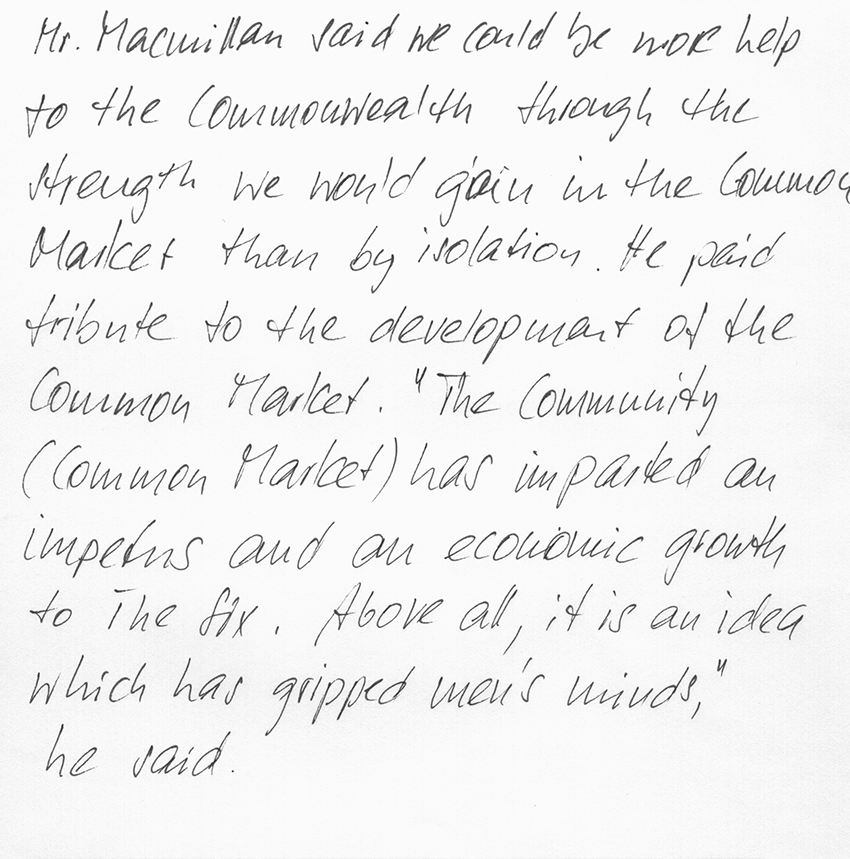 Mr. Macmillan said we could be more help
to the Commonwealth through the
strength we would gain in the Common
Market than by isolation. He paid
tribute to the development of the
Common Market. "The Community
(Common Market) has imparted an
impetus and an economic growth
to The Six. Above all, it is an idea
which has gripped men's minds,"
he said.